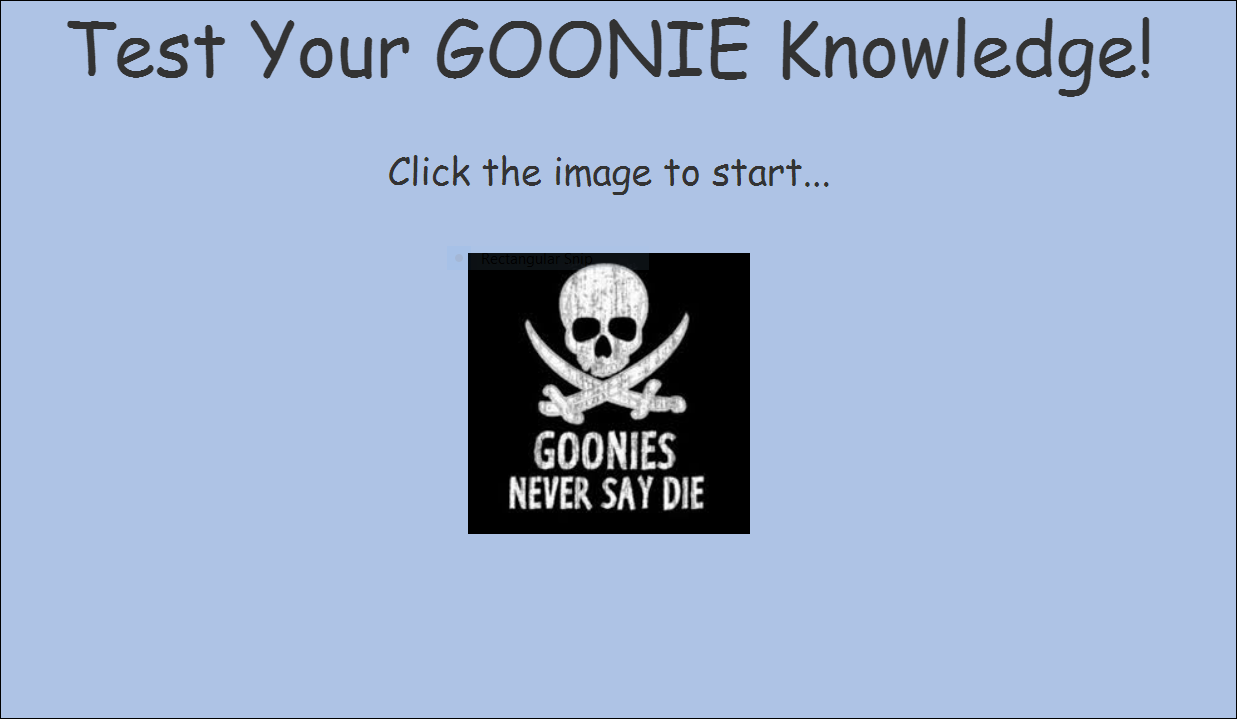 Test Your GOONIE Knowledge!
Click the image to start...
Rectangular Snip
GOONIES
NEVER SAY DIE